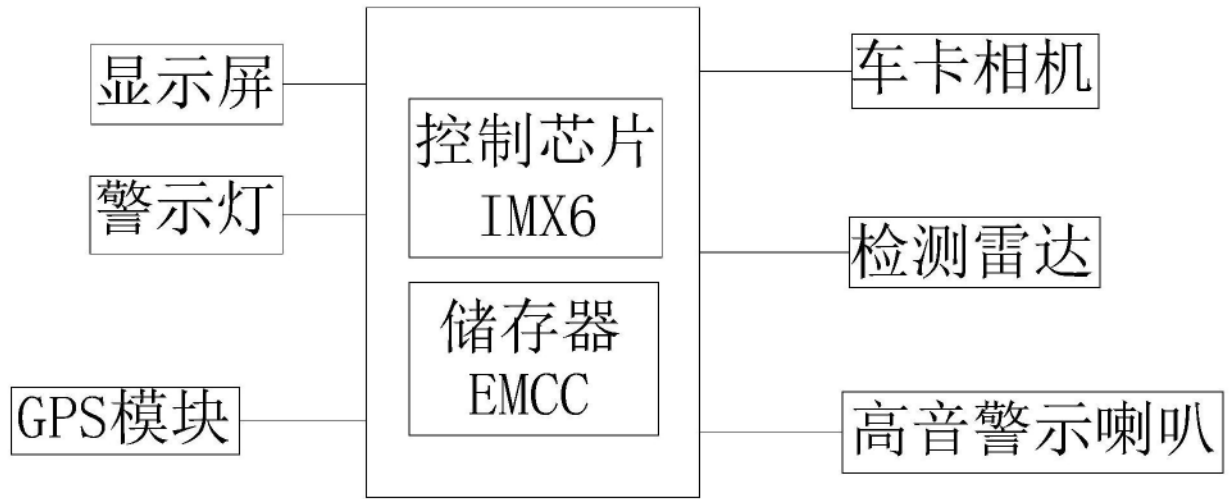 显示屏
警示灯
GPS模块
控制芯片
IMX6
储存器
EMCC
车卡相机
检测雷达
高音警示喇叭